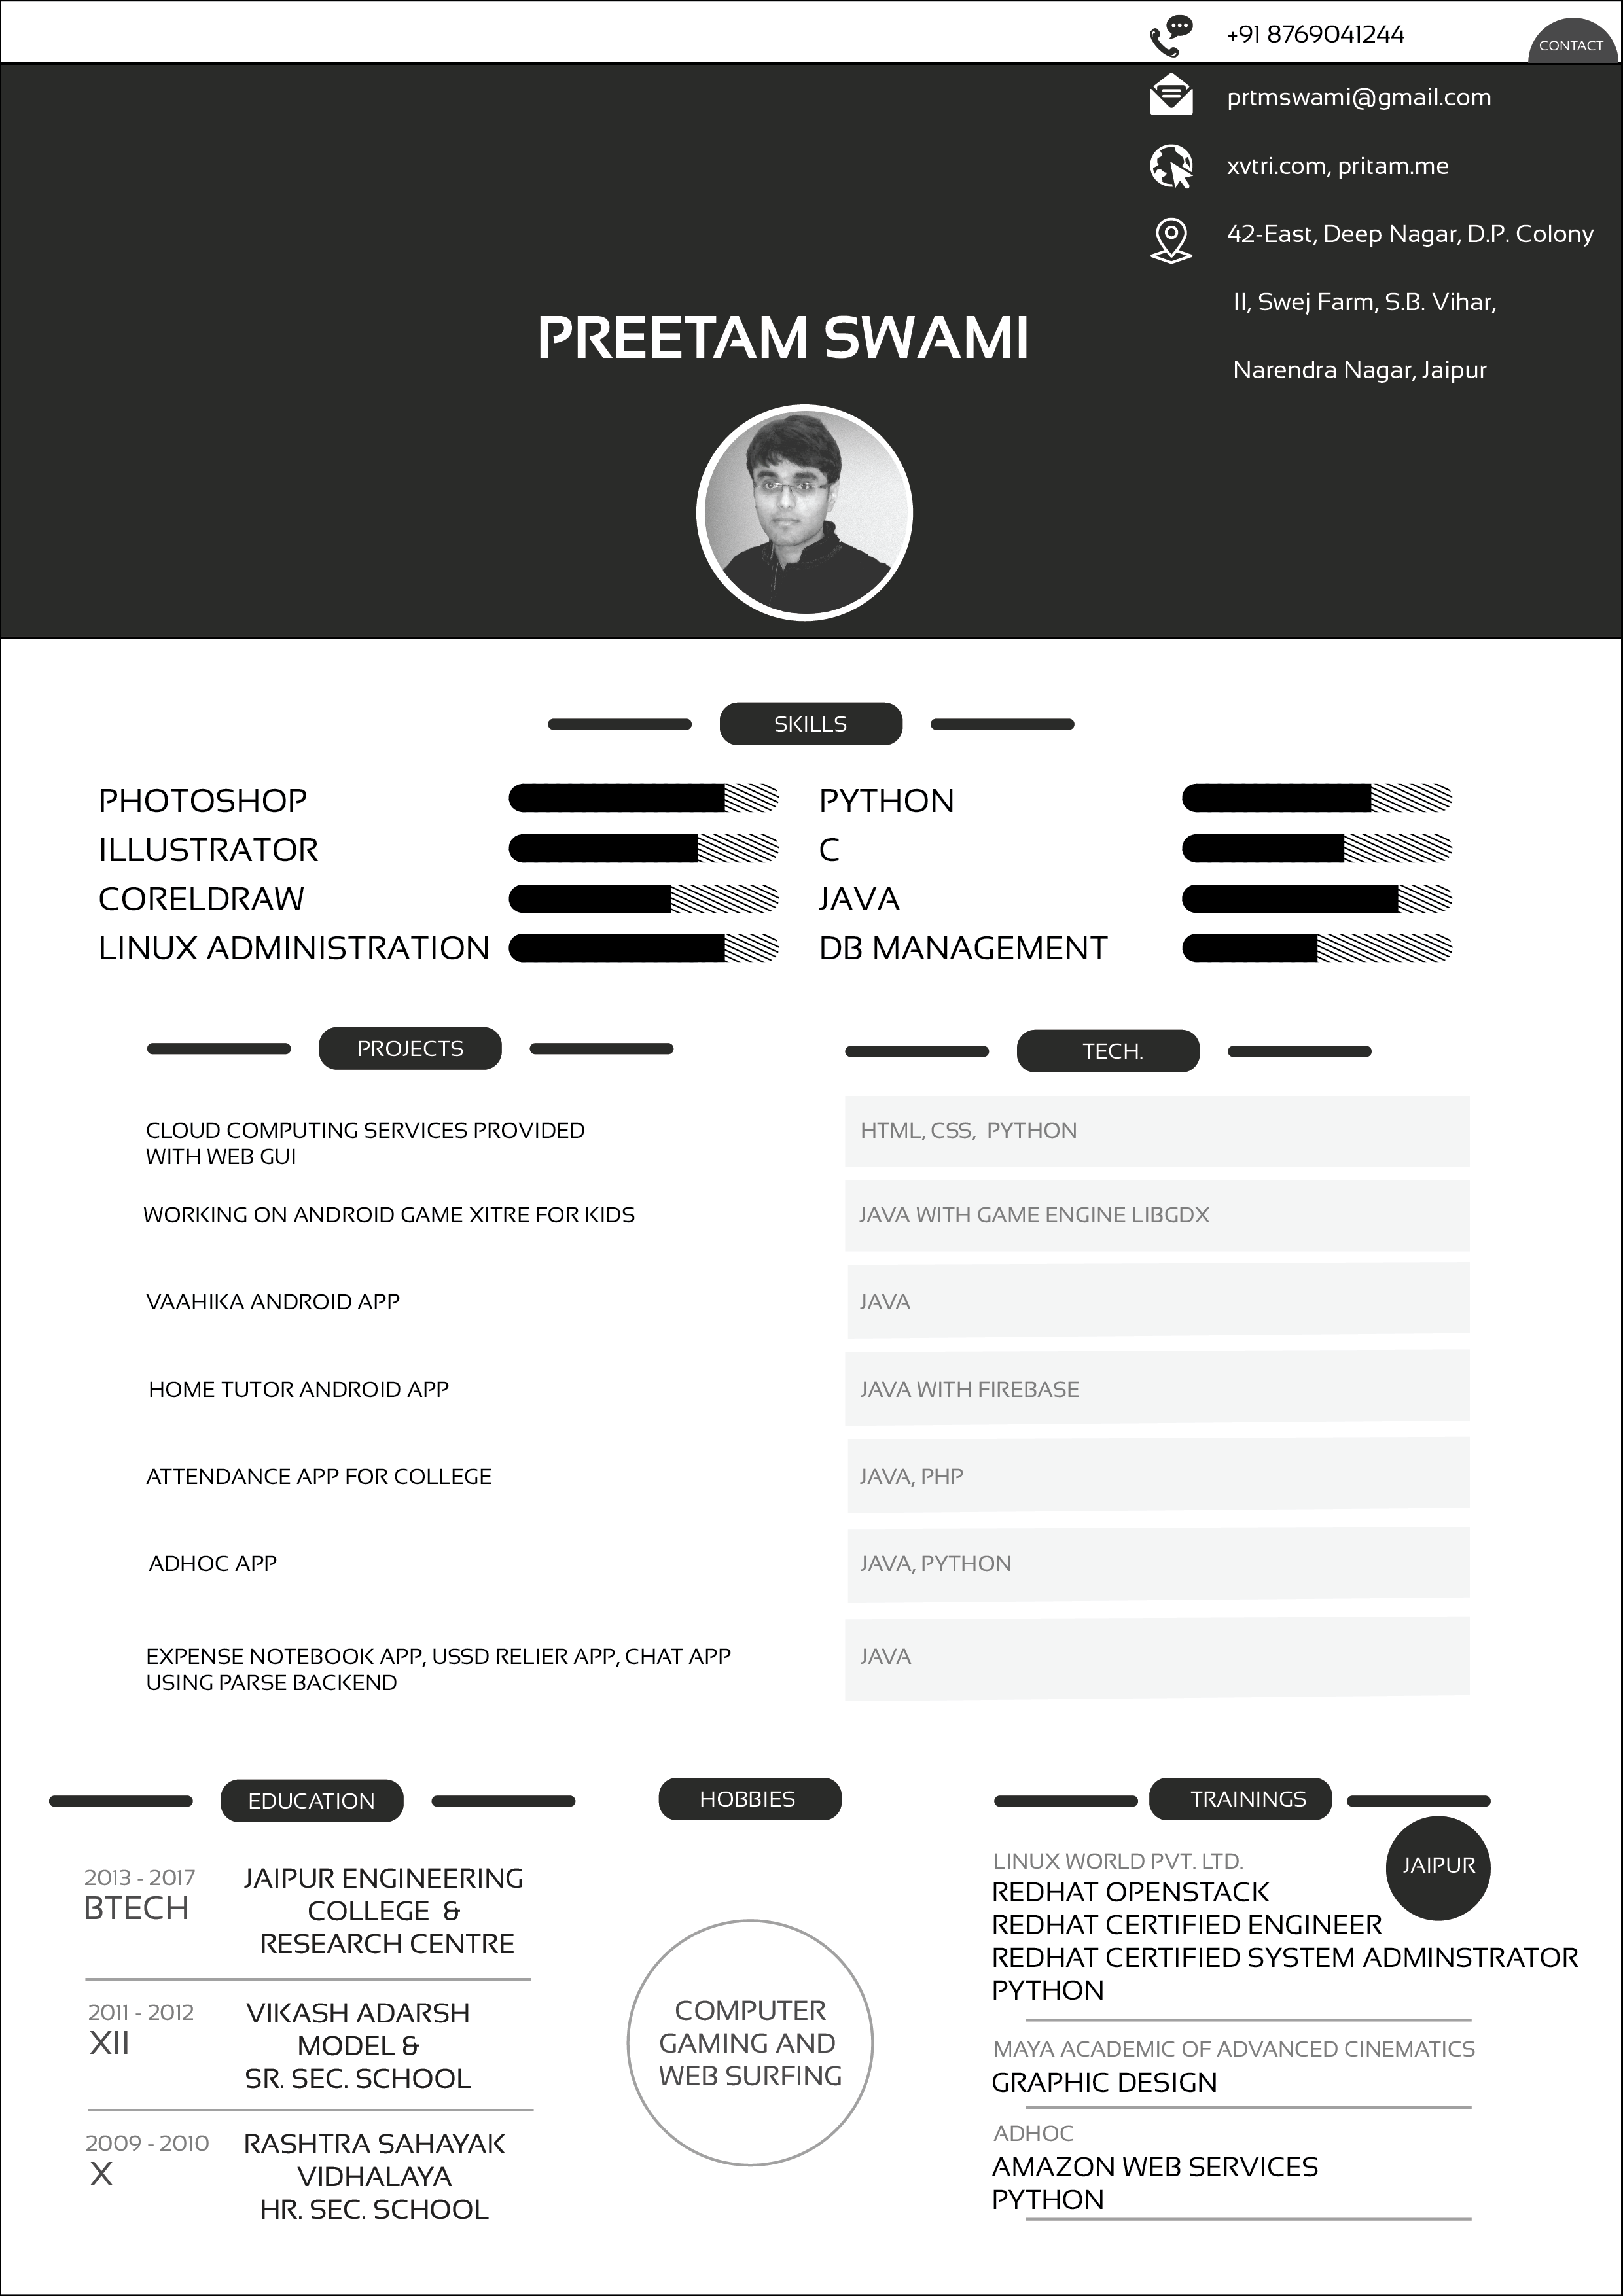 +91 8769041244
CONTACT
prtmswami@gmail.com
xvtri.com, pritam.me
42-East, Deep Nagar, D.P. Colony
II, Swej Farm, S.B. Vihar,
Narendra Nagar, Jaipur
PREETAM SWAMI
SKILLS
PHOTOSHOP
ILLUSTRATOR
CORELDRAW
LINUX ADMINISTRATION
PYTHON
C
JAVA
DB MANAGEMENT
PROJECTS
TECH.
CLOUD COMPUTING SERVICES PROVIDED
WITH WEB GUI
HTML, CSS, PYTHON
WORKING ON ANDROID GAME XITRE FOR KIDS
JAVA WITH GAME ENGINE LIBGDX
VAAHIKA ANDROID APP
JAVA
HOME TUTOR ANDROID APP
JAVA WITH FIREBASE
ATTENDANCE APP FOR COLLEGE
JAVA, PHP
ADHOC APP
JAVA, PYTHON
EXPENSE NOTEBOOK APP, USSD RELIER APP, CHAT APP
USING PARSE BACKEND
JAVA
EDUCATION
2013 - 2017
BTECH
JAIPUR ENGINEERING
COLLEGE &
RESEARCH CENTRE
2011 - 2012
XII
VIKASH ADARSH
MODEL &
SR. SEC. SCHOOL
2009 - 2010
X
RASHTRA SAHAYAK
VIDHALAYA
HR. SEC. SCHOOL
HOBBIES
COMPUTER
GAMING AND
WEB SURFING
TRAININGS
JAIPUR
LINUX WORLD PVT. LTD.
REDHAT OPENSTACK
REDHAT CERTIFIED ENGINEER
REDHAT CERTIFIED SYSTEM ADMINSTRATOR
PYTHON
MAYA ACADEMIC OF ADVANCED CINEMATICS
GRAPHIC DESIGN
ADHOC
AMAZON WEB SERVICES
PYTHON